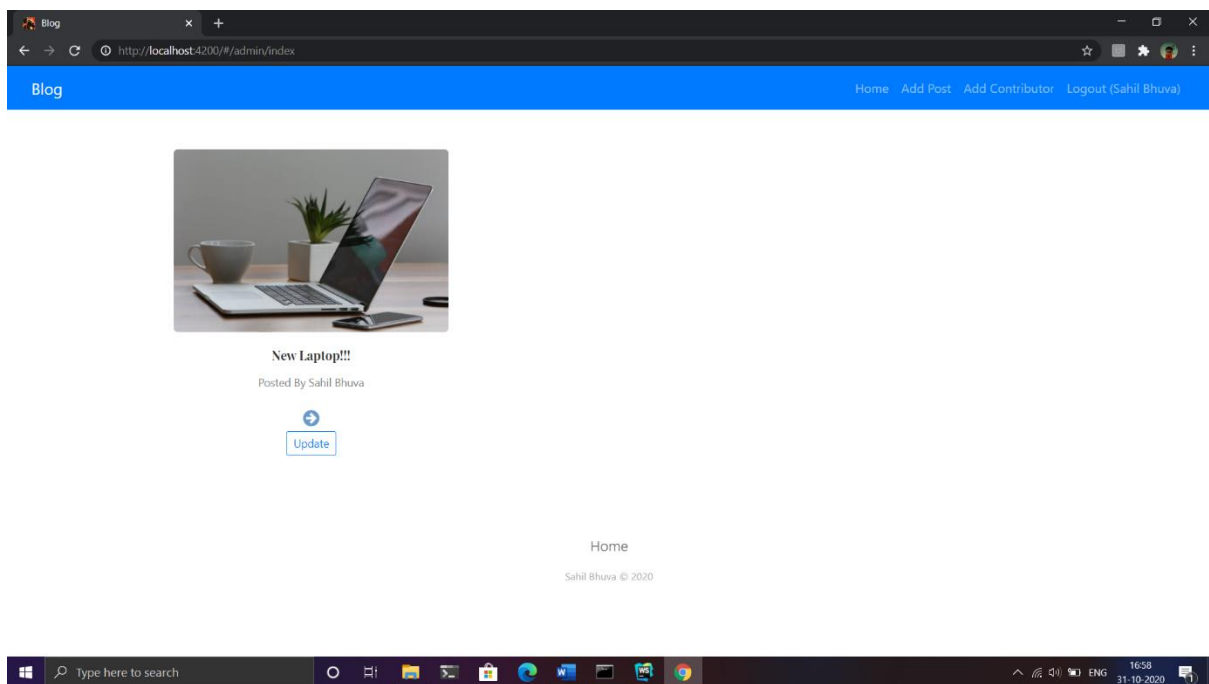 Blog
http://localhost:4200/#/admin/index
Blog
Home Add Post Add Contributor Logout (Sahil Bhuva)
New Laptop!!!
Posted By Sahil Bhuva
Update
Home
Sahil Bhuva © 2020
Type here to search
ENG
16:58
31-10-2020